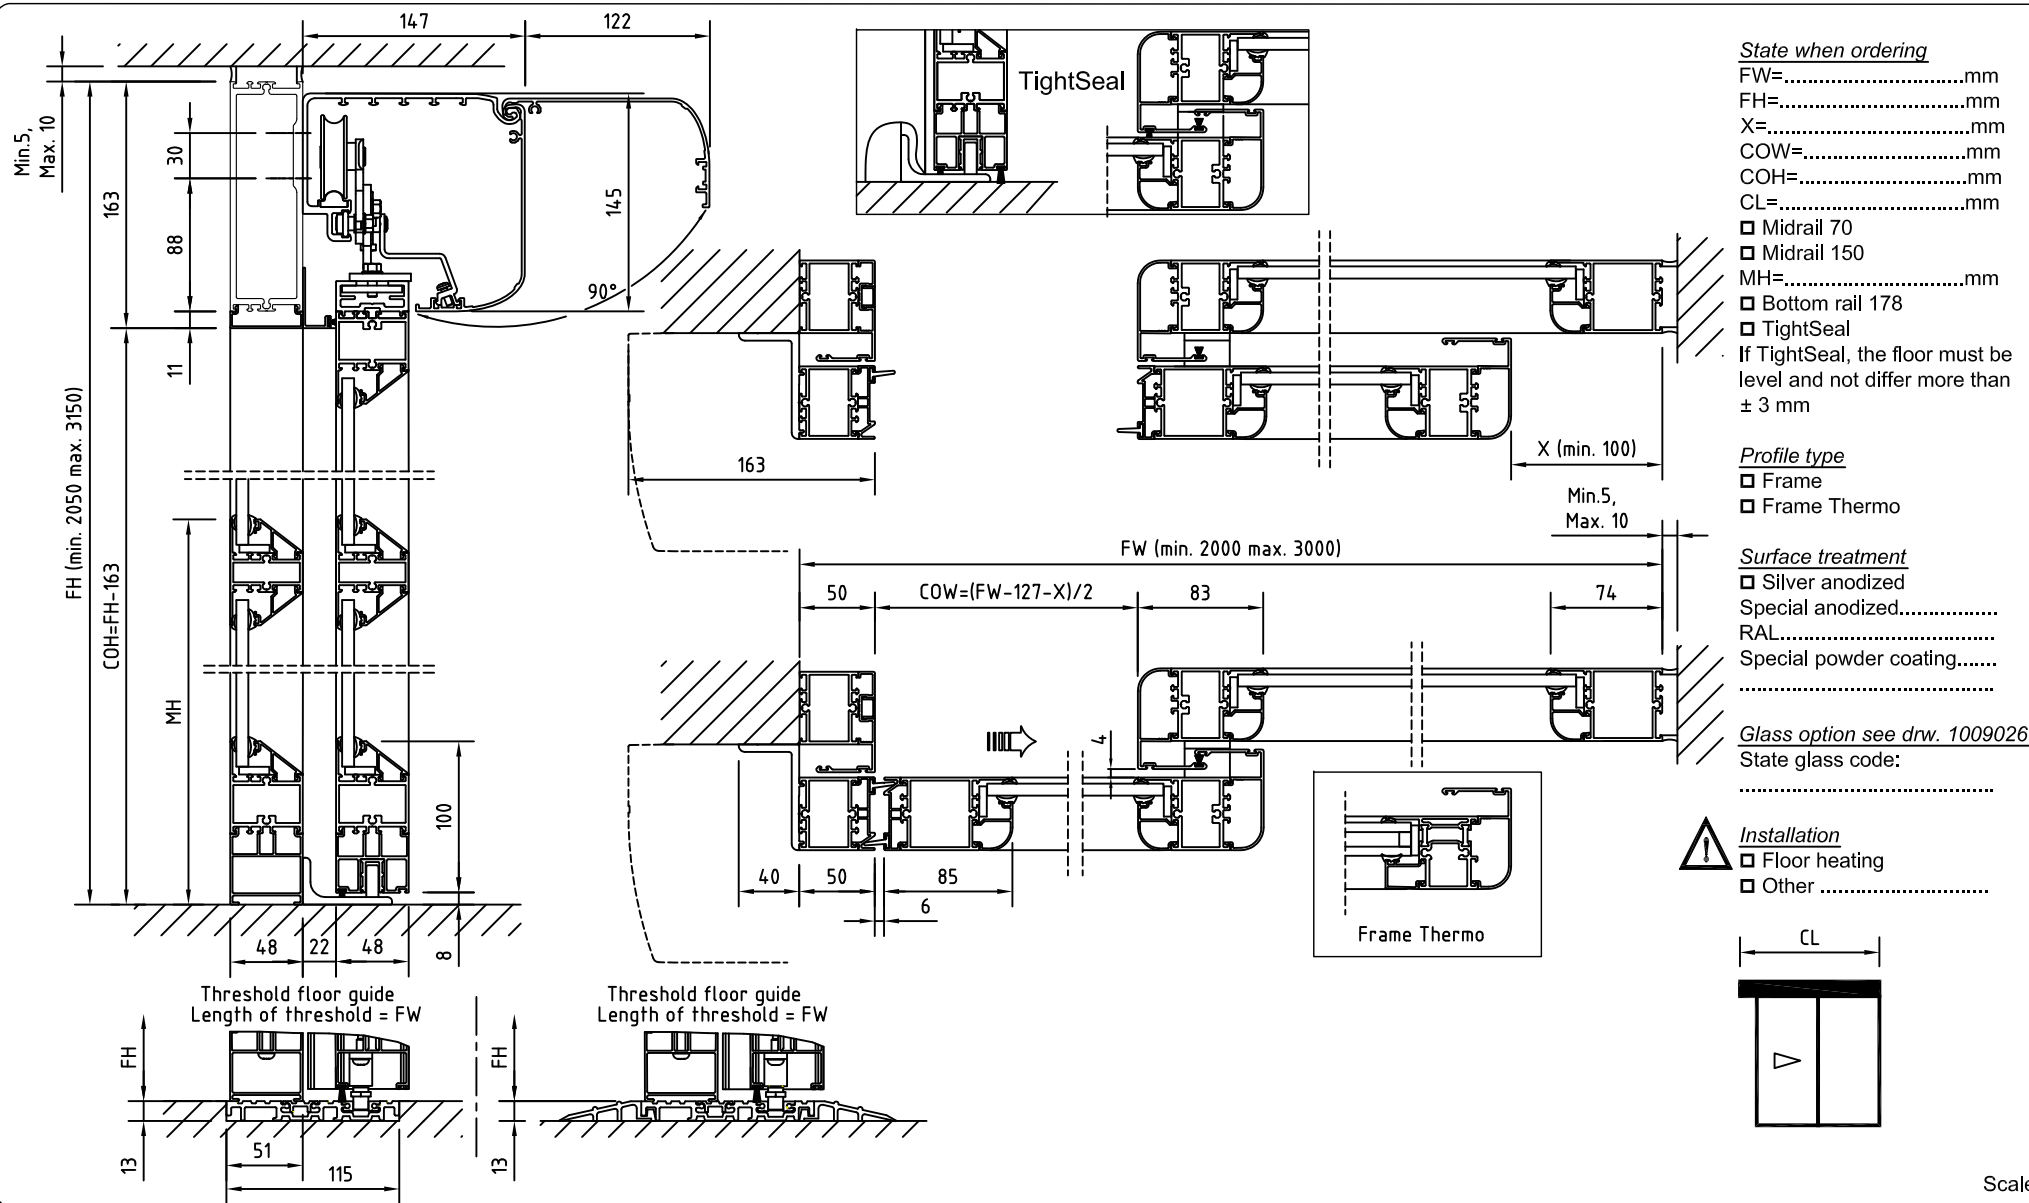 147
122
Min.5,
Max. 10
30
163
88
11
145
90°
FH (min. 2050 max. 3150)
COH=FH-163
MH
100
8
48
22
48
TightSeal
163
X (min. 100)
Min.5,
Max. 10
FW (min. 2000 max. 3000)
50
COW=(FW-127-X)/2
83
74
4
40
50
85
6
Frame Thermo
Threshold floor guide
Length of threshold = FW
FH
13
51
115
Threshold floor guide
Length of threshold = FW
FH
13
State when ordering
FW=..............................mm
FH=..............................mm
X=..................................mm
COW=...........................mm
COH=............................mm
CL=...............................mm
Midrail 70
Midrail 150
MH=..............................mm
Bottom rail 178
TightSeal
If TightSeal, the floor must be
level and not differ more than
± 3 mm
Profile type
Frame
Frame Thermo
Surface treatment
Silver anodized
Special anodized................
RAL....................................
Special powder coating.......
...........................................
Glass option see drw. 1009026
State glass code:
...........................................
!
Installation
Floor heating
Other ............................
CL
Scale